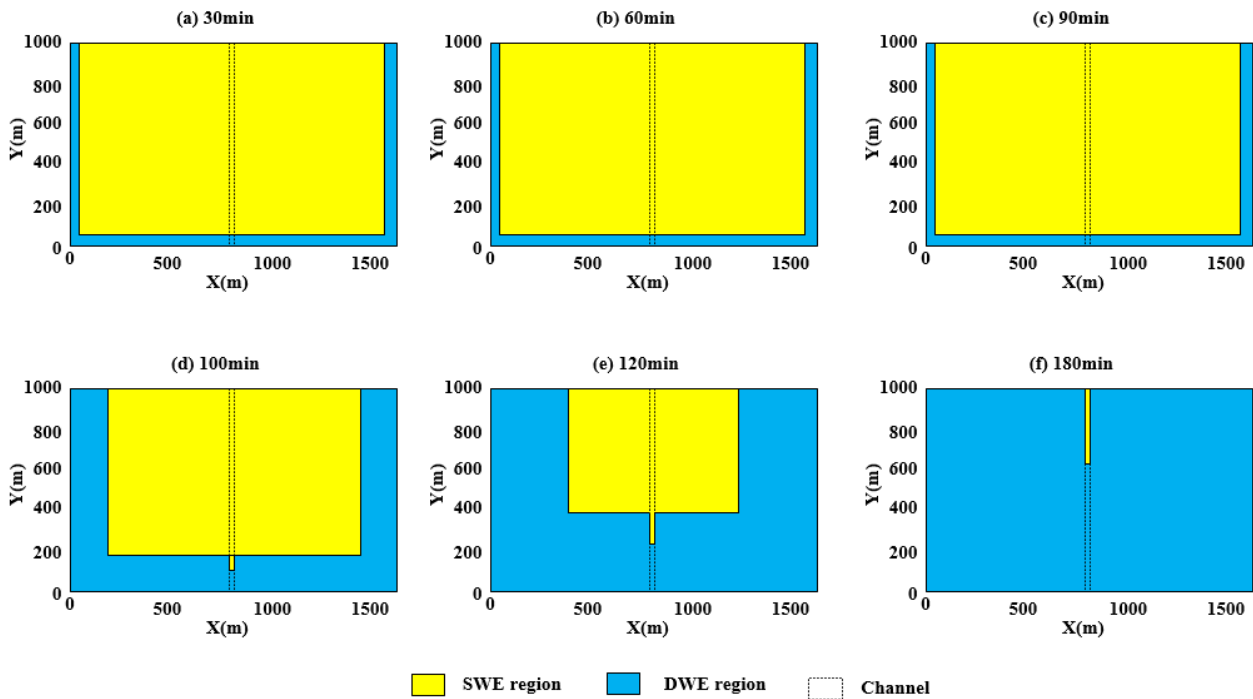 (a) 30min
(b) 60min
(c) 90min
1000
800
600
400
200
0
Y(m)
0 500 1000 1500
X(m)
1000
800
600
400
200
0
Y(m)
0 500 1000 1500
X(m)
1000
800
600
400
200
0
Y(m)
0 500 1000 1500
X(m)
(d) 100min
(e) 120min
(f) 180min
1000
800
600
400
200
0
Y(m)
0 500 1000 1500
X(m)
1000
800
600
400
200
0
Y(m)
0 500 1000 1500
X(m)
1000
800
600
400
200
0
Y(m)
0 500 1000 1500
X(m)
SWE region DWE region Channel